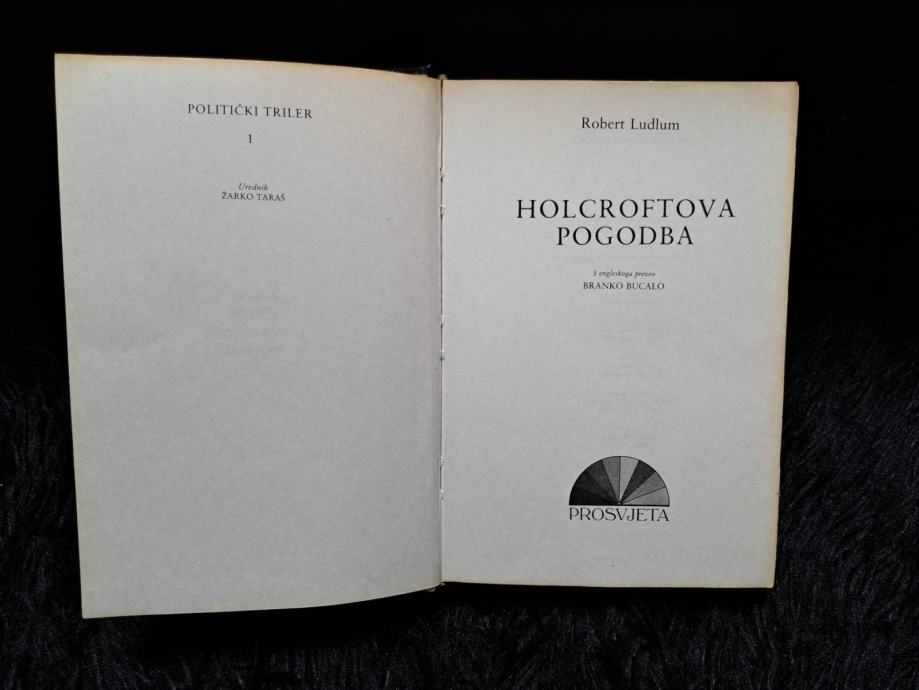 POLITIČKI TRILER
1
Urednik
ŽARKO TARAŠ
Robert Ludlum
HOLCROFTOVA
POGODBA
S engleskoga preveo
BRANKO BUCALO
PROSVJETA